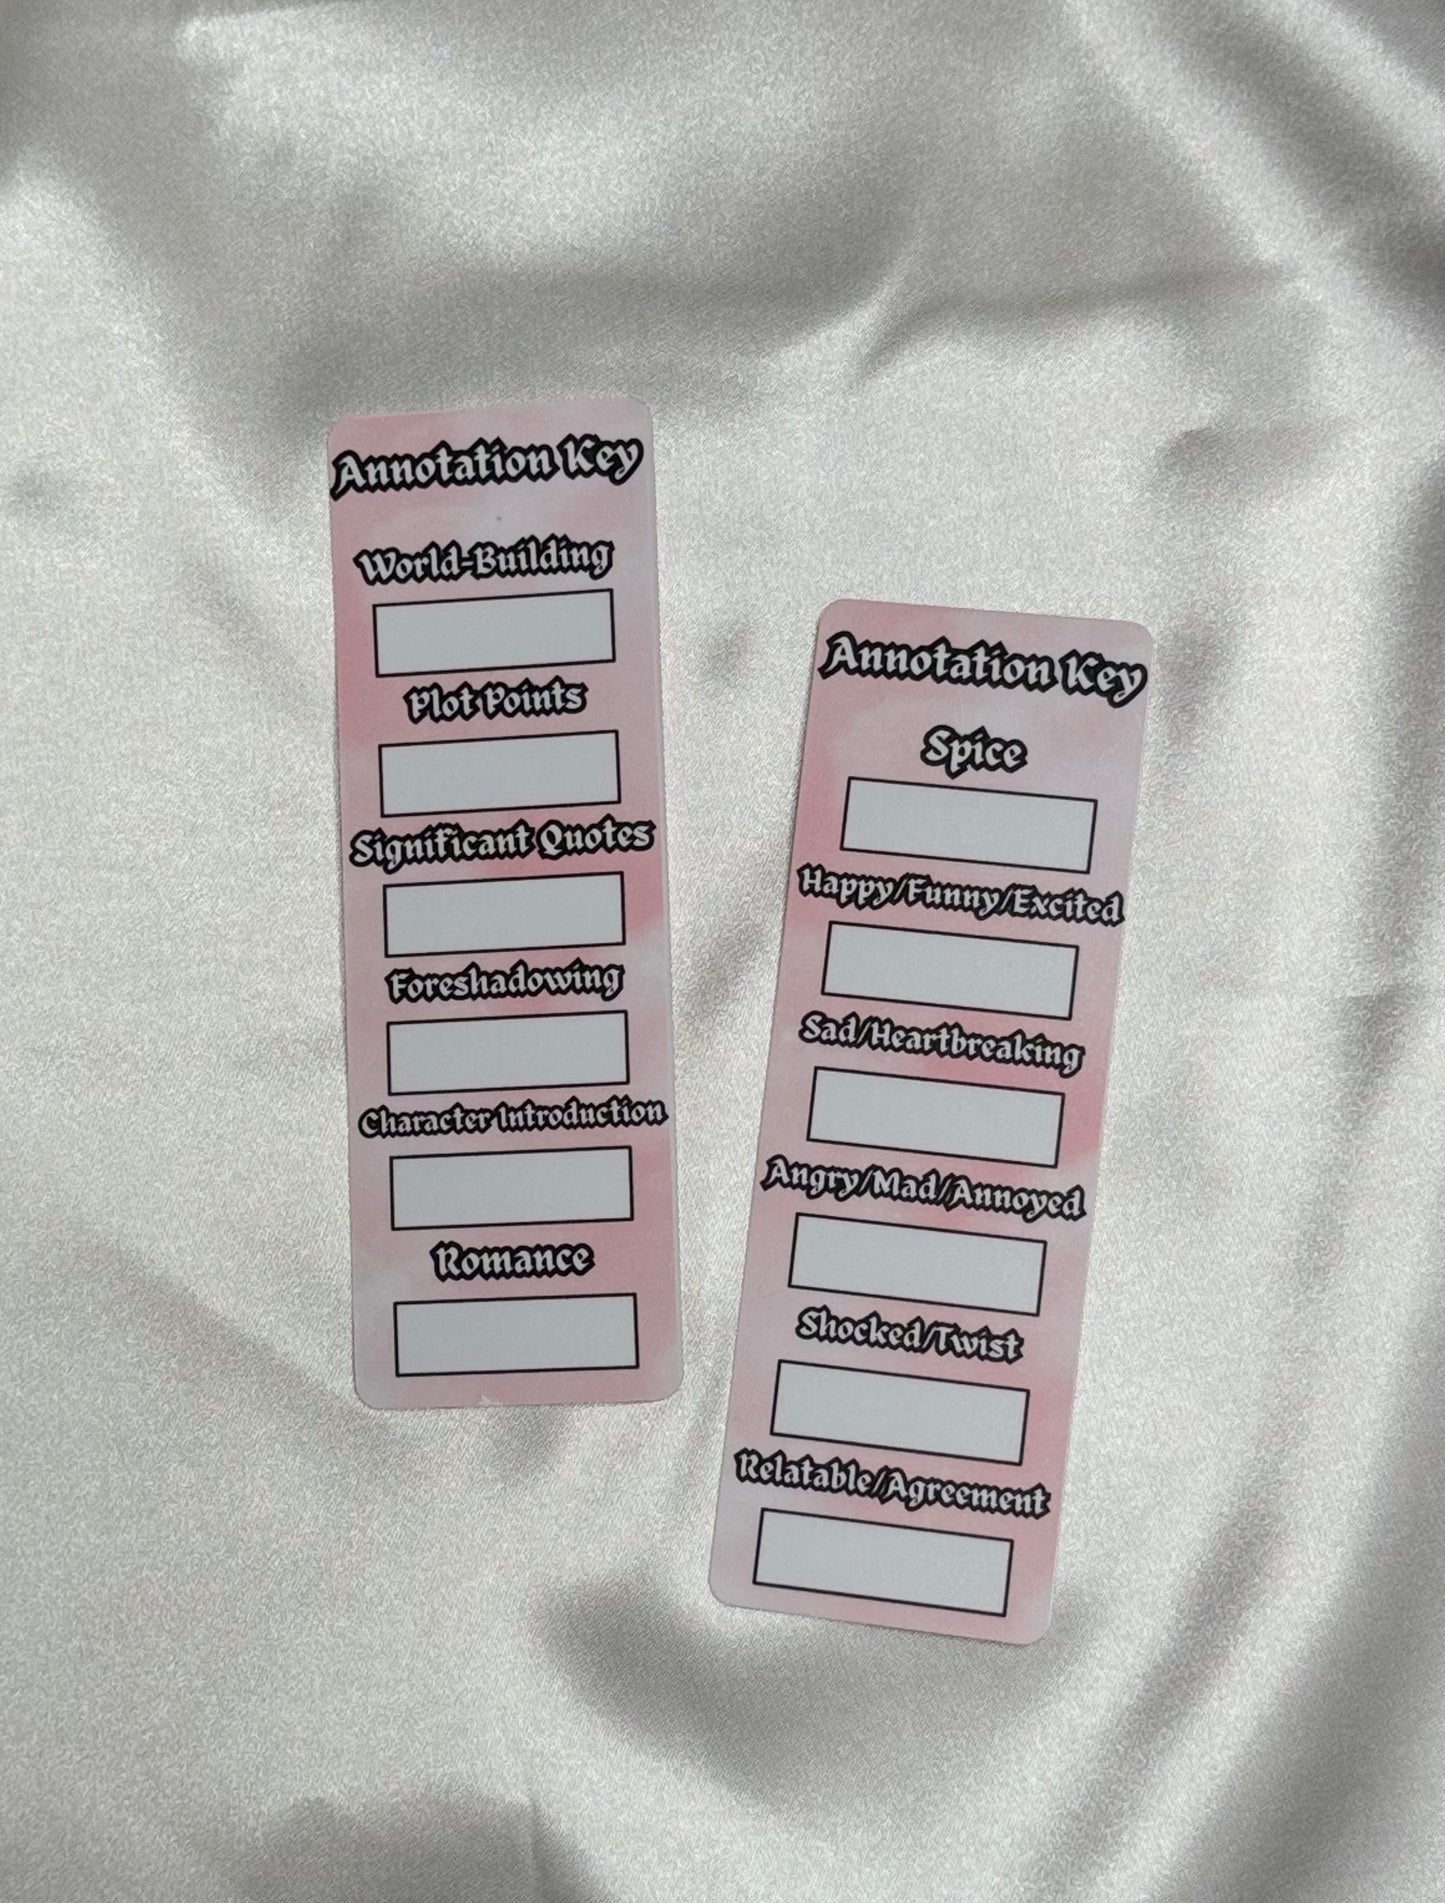 Annotation Key
World-Building
Plot Points
Significant Quotes
Foreshadowing
Character Introduction
Romance
Annotation Key
Spice
Happy/Funny/Excited
Sad/Heartbreaking
Angry/Mad/Annoyed
Shocked/Twist
Relatable/Agreement